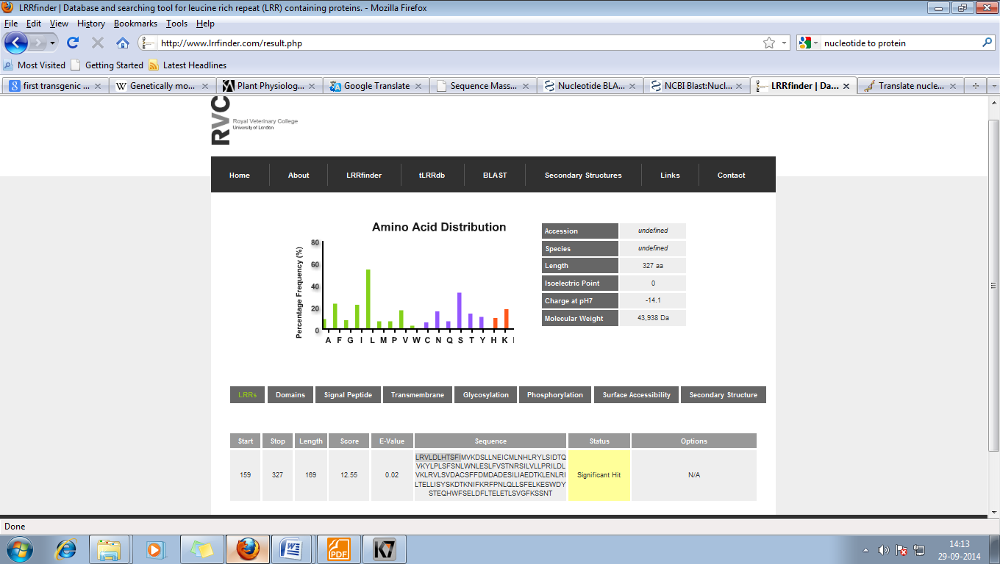 LRRfinder | Database and searching tool for leucine rich repeat (LRR) containing proteins. - Mozilla Firefox
File Edit View History Bookmarks Tools Help
http://www.lrrfinder.com/result.php
nucleotide to protein
Most Visited Getting Started Latest Headlines
first transgenic ... Genetically mo... Plant Physiolog... Google Translate Sequence Mass... Nucleotide BLA... NCBI Blast:Nucl... LRRfinder | Da... Translate nucle...
RVC
Royal Veterinary College
University of London
Home About LRRfinder tLRRdb BLAST Secondary Structures Links Contact
Amino Acid Distribution
Percentage Frequency (%)
80
60
40
20
0
A F G I L M P V W C N Q S T Y H K
Accession undefined
Species undefined
Length 327 aa
Isoelectric Point 0
Charge at pH7 -14.1
Molecular Weight 43,938 Da
LRRs Domains Signal Peptide Transmembrane Glycosylation Phosphorylation Surface Accessibility Secondary Structure
Start Stop Length Score E-Value Sequence Status Options
LRVLDLHTSFIMVKDSLLNEICMLNHLRYLSIDTQ
VKYLPLSFSNLWNLESLFVSTNRSILVLLPRILDL
159 327 169 12.55 0.02 VKLRVLSVDACSFFDMDADESILIAEDTKLENLRI Significant Hit N/A
LTELLISYSKDTKNIFKRFPNLQLLSFELKESWDY
STEQHWFSELDFLTELETLSVGFKSSNT
Done
PDF
K7
14:13
29-09-2014